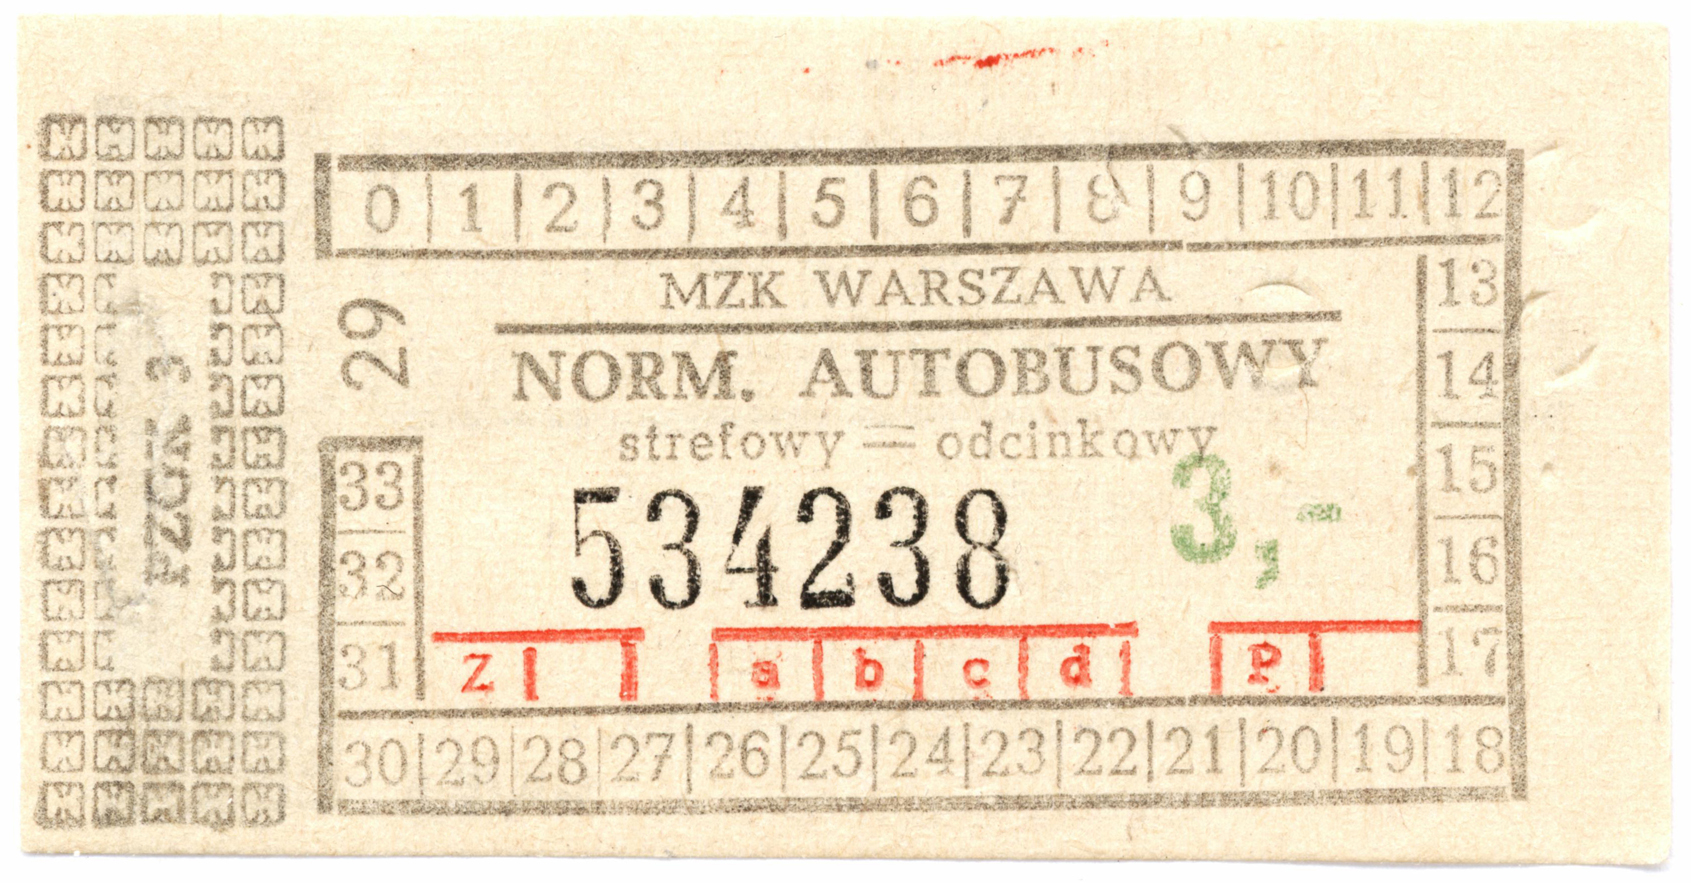 0 1 2 3 4 5 6 7 8 9 10 11 12
MZK WARSZAWA
13
29
NORM. AUTOBUSOWY
14
strefowy = odcinkowy
PZGK 3
33
534238
3,-
15
32
16
31
Z a b c d P
17
30 29 28 27 26 25 24 23 22 21 20 19 18